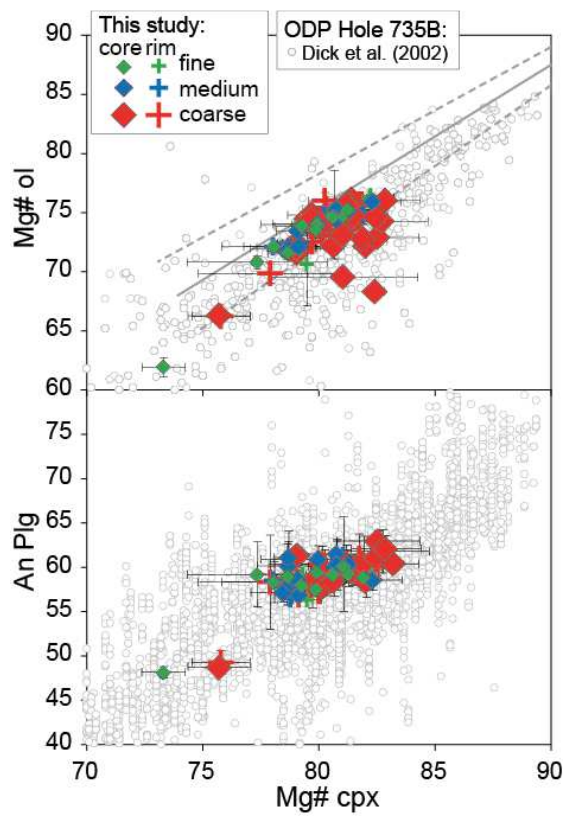 This study:
core rim
fine
medium
coarse
ODP Hole 735B:
Dick et al. (2002)
90
85
80
75
70
65
60
Mg# ol
75
70
65
60
55
50
45
40
An Plg
70 75 80 85 90
Mg# cpx